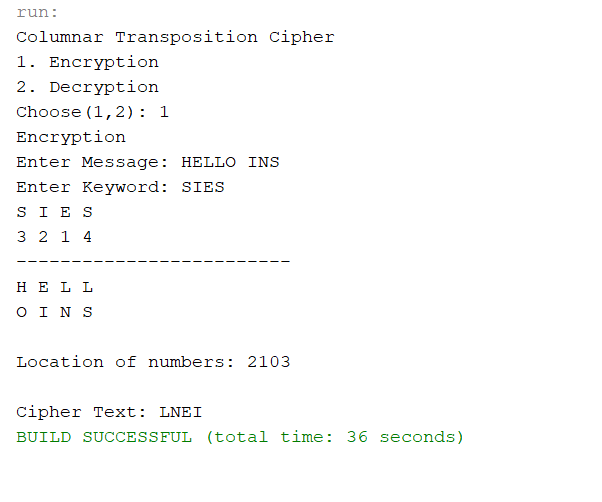 run:
Columnar Transposition Cipher
1. Encryption
2. Decryption
Choose(1,2): 1
Encryption
Enter Message: HELLO INS
Enter Keyword: SIES
S I E S
3 2 1 4
-------------------------
H E L L
O I N S
Location of numbers: 2103
Cipher Text: LNEI
BUILD SUCCESSFUL (total time: 36 seconds)